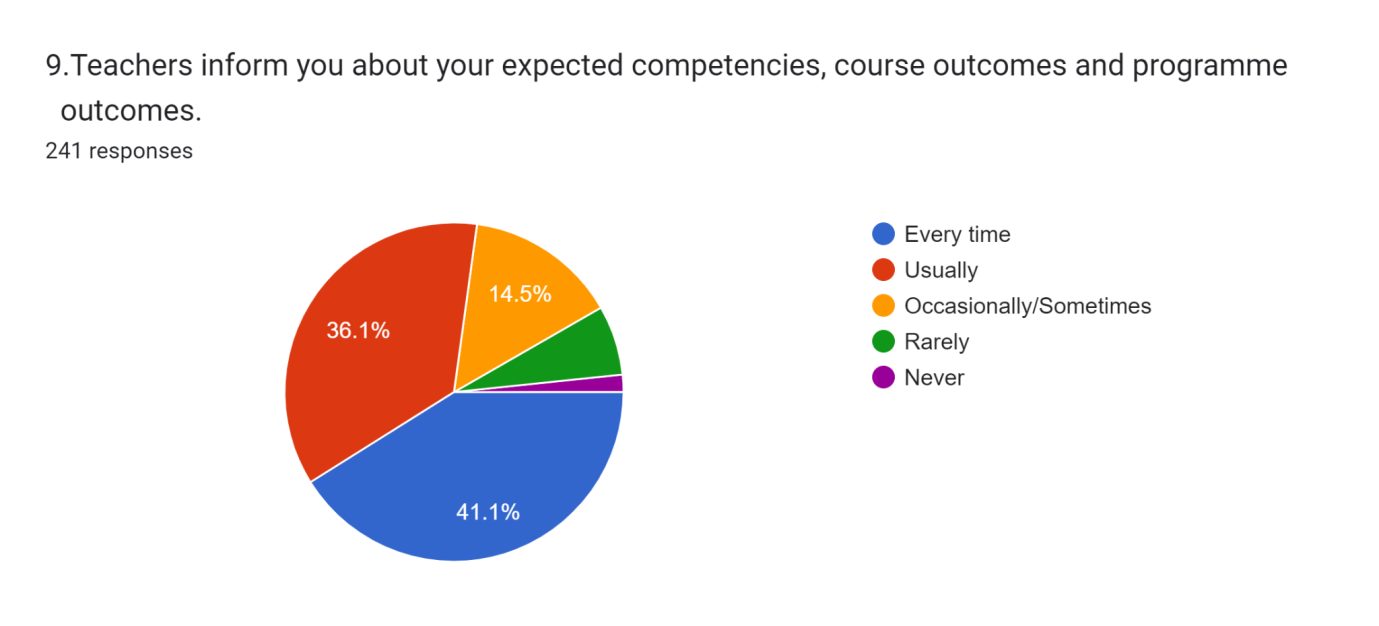 9.Teachers inform you about your expected competencies, course outcomes and programme
outcomes.
241 responses
14.5%
36.1%
41.1%
Every time
Usually
Occasionally/Sometimes
Rarely
Never